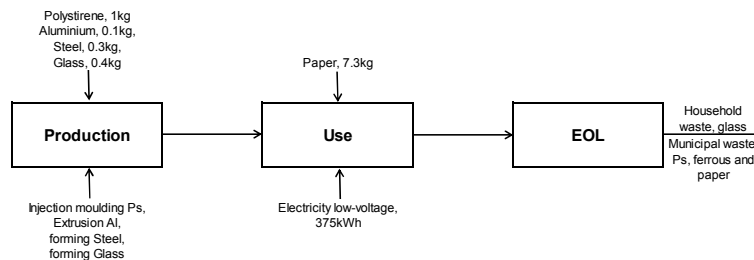 Polystirene, 1kg
Aluminium, 0.1kg,
Steel, 0.3kg,
Glass, 0.4kg
Paper, 7.3kg
Production
Use
EOL
Household
waste, glass
Municipal waste
Ps, ferrous and
paper
Injection moulding Ps,
Extrusion Al,
forming Steel,
forming Glass
Electricity low-voltage,
375kWh